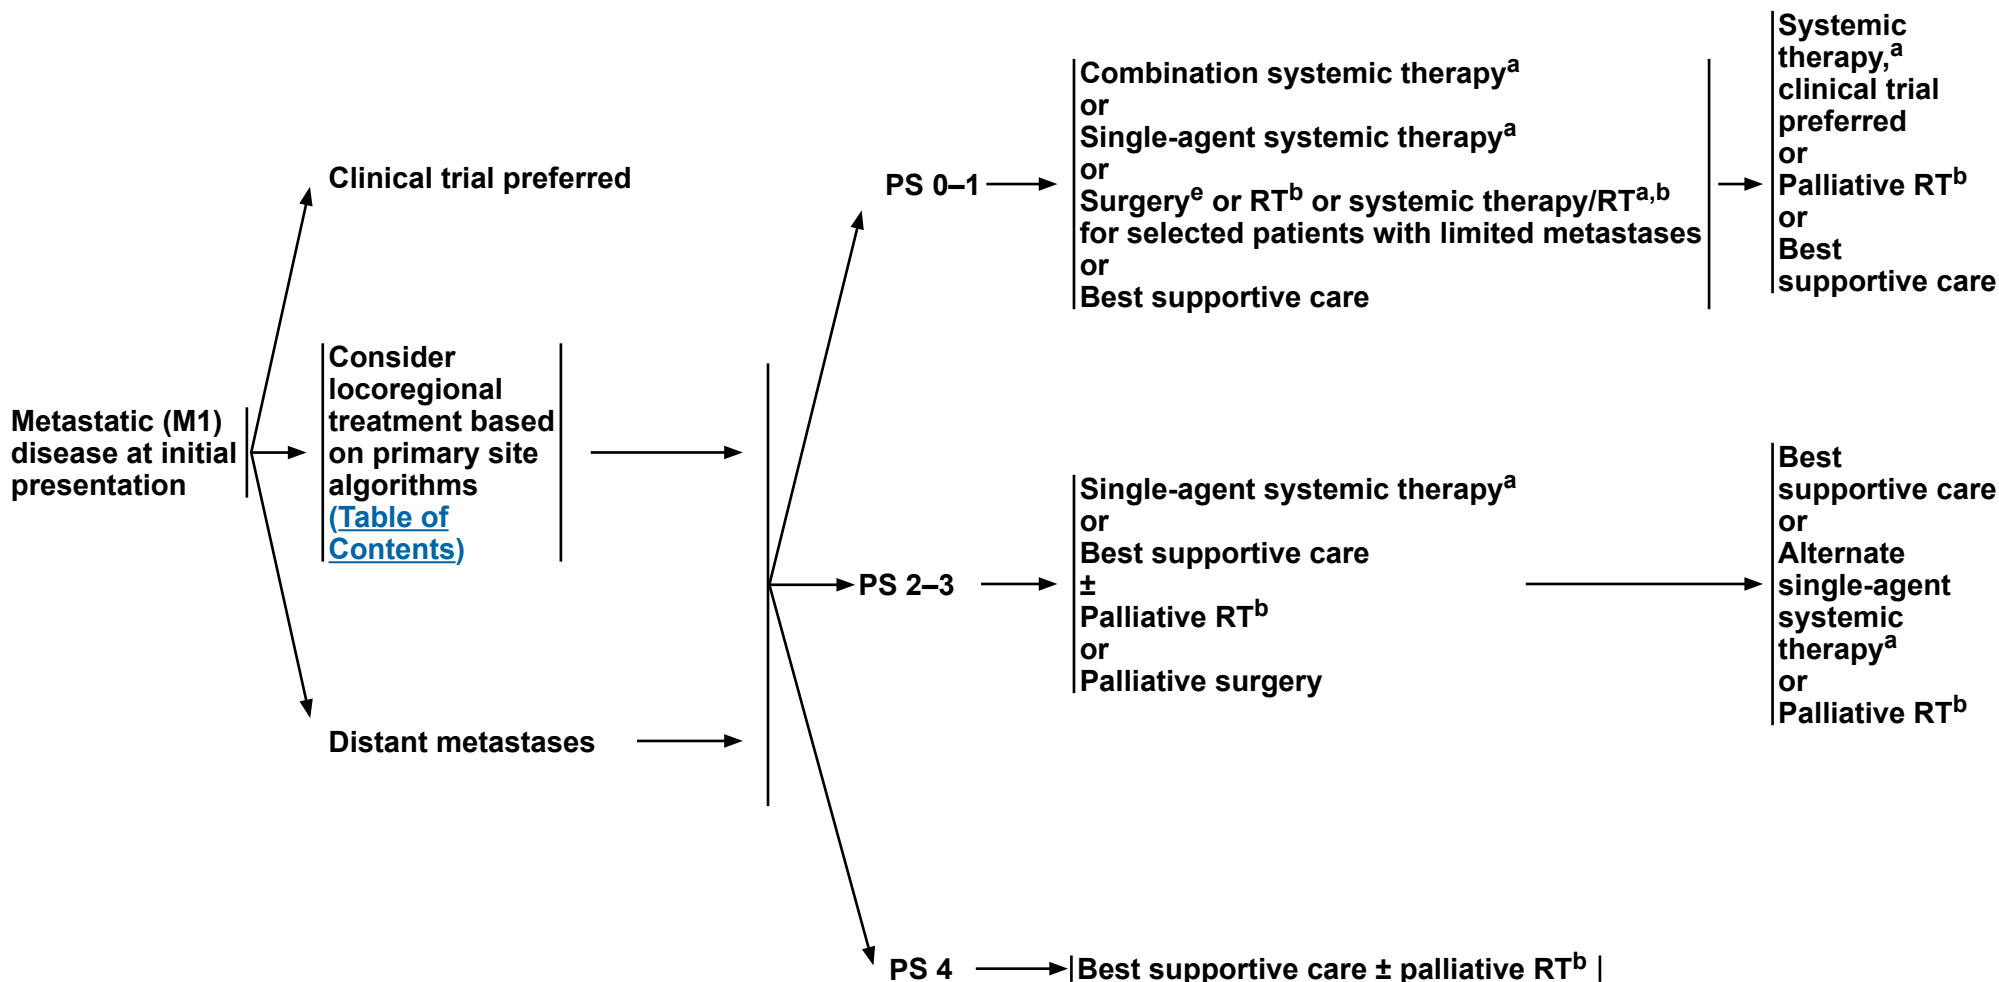 Metastatic (M1)
disease at initial
presentation
Clinical trial preferred
Consider
locoregional
treatment based
on primary site
algorithms
(Table of
Contents)
Distant metastases
PS 0–1
Combination systemic therapyᵃ
or
Single-agent systemic therapyᵃ
or
Surgeryᵉ or RTᵇ or systemic therapy/RTᵃ,ᵇ
for selected patients with limited metastases
or
Best supportive care
Systemic
therapy,ᵃ
clinical trial
preferred
or
Palliative RTᵇ
or
Best
supportive care
PS 2–3
Single-agent systemic therapyᵃ
or
Best supportive care
±
Palliative RTᵇ
or
Palliative surgery
Best
supportive care
or
Alternate
single-agent
systemic
therapyᵃ
or
Palliative RTᵇ
PS 4
Best supportive care ± palliative RTᵇ